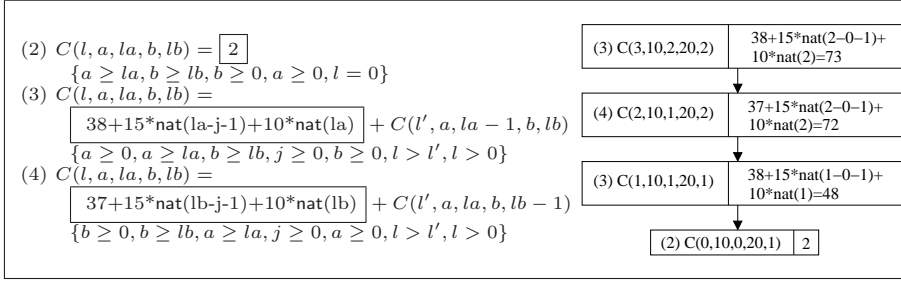 (2) C(l, a, la, b, lb) = 2
{a ≥ la, b ≥ lb, b ≥ 0, a ≥ 0, l = 0}
(3) C(l, a, la, b, lb) =
38+15*nat(la-j-1)+10*nat(la) + C(l′, a, la − 1, b, lb)
{a ≥ 0, a ≥ la, b ≥ lb, j ≥ 0, b ≥ 0, l > l′, l > 0}
(4) C(l, a, la, b, lb) =
37+15*nat(lb-j-1)+10*nat(lb) + C(l′, a, la, b, lb − 1)
{b ≥ 0, b ≥ lb, a ≥ la, j ≥ 0, a ≥ 0, l > l′, l > 0}
(3) C(3,10,2,20,2)
38+15*nat(2–0–1)+
10*nat(2)=73
(4) C(2,10,1,20,2)
37+15*nat(2–0–1)+
10*nat(2)=72
(3) C(1,10,1,20,1)
38+15*nat(1–0–1)+
10*nat(1)=48
(2) C(0,10,0,20,1) 2